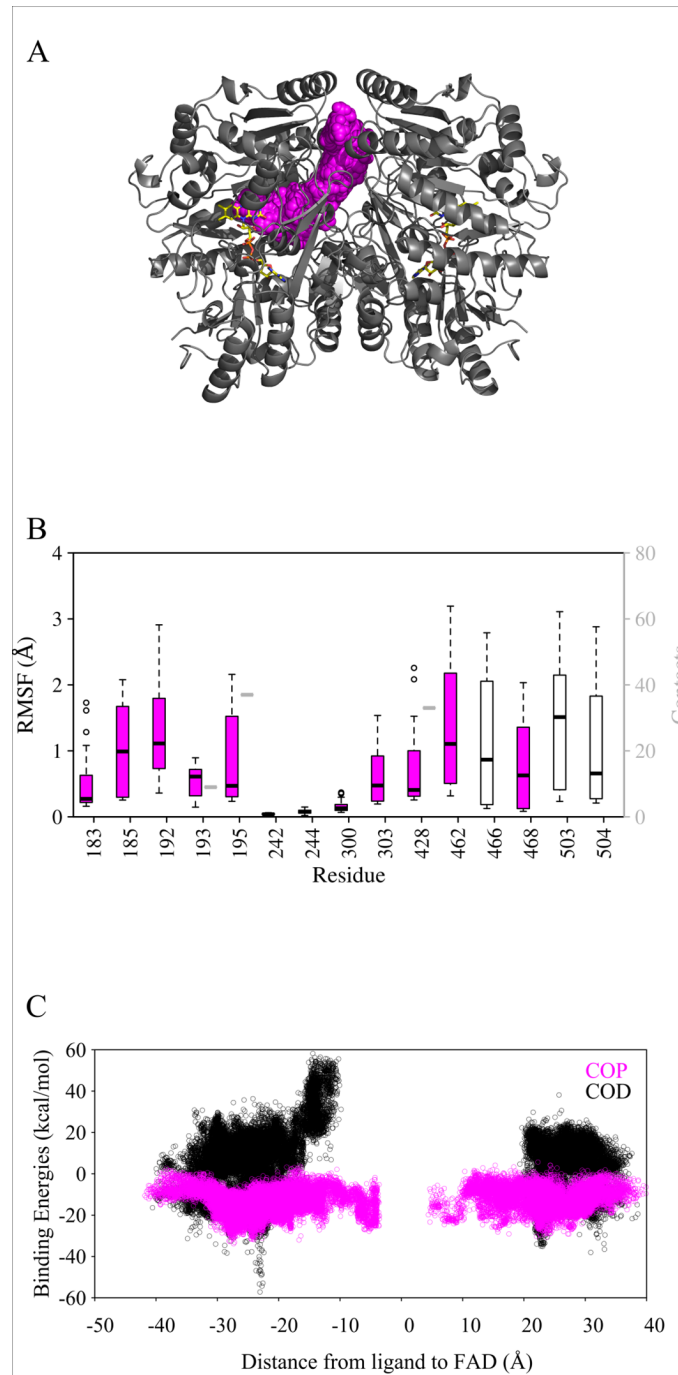 A
B
4
3
2
1
0
RMSF (Å)
80
60
40
20
0
Contacts
183 185 192 193 195 242 244 300 303 428 462 466 468 503 504
Residue
C
60
40
20
0
-20
-40
-60
Binding Energies (kcal/mol)
COP
COD
-50 -40 -30 -20 -10 0 10 20 30 40
Distance from ligand to FAD (Å)